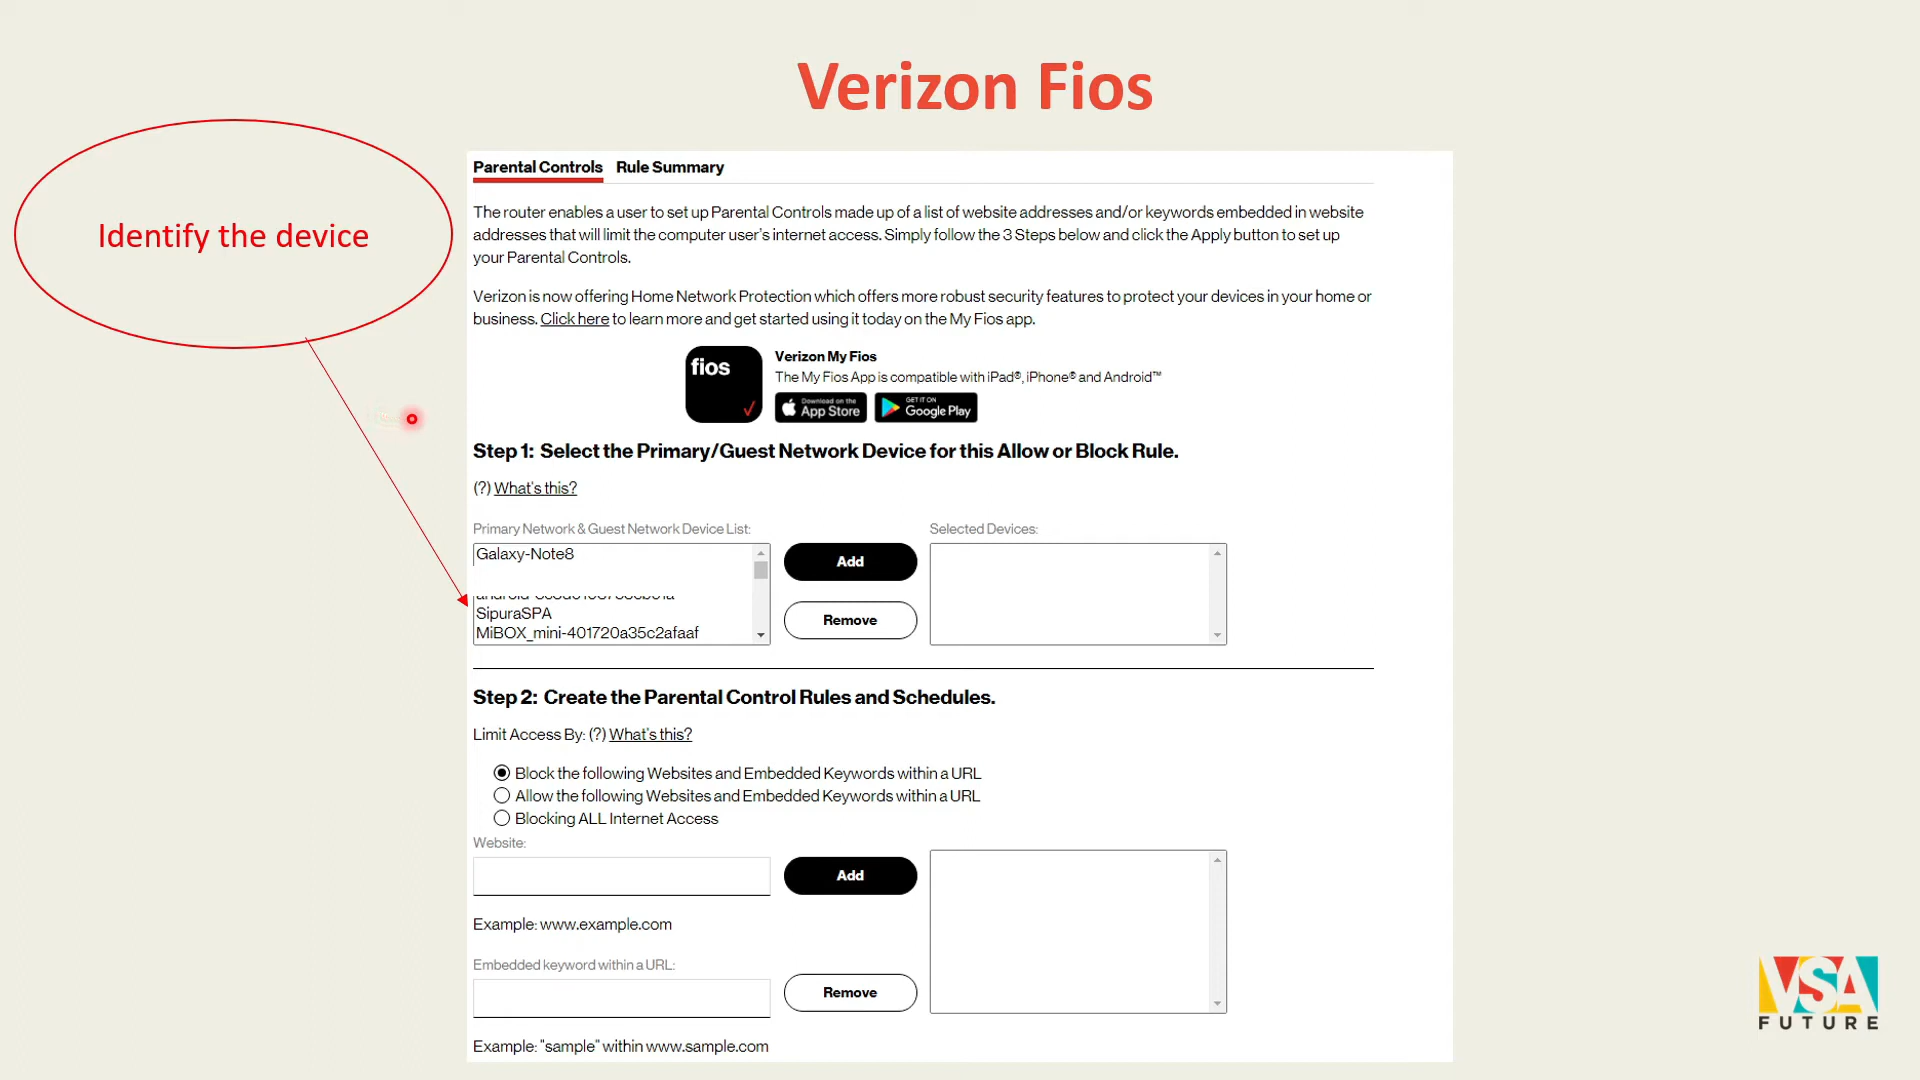 Verizon Fios
Identify the device
Parental Controls Rule Summary
The router enables a user to set up Parental Controls made up of a list of website addresses and/or keywords embedded in website
addresses that will limit the computer user's internet access. Simply follow the 3 Steps below and click the Apply button to set up
your Parental Controls.
Verizon is now offering Home Network Protection which offers more robust security features to protect your devices in your home or
business. Click here to learn more and get started using it today on the My Fios app.
fios
Verizon My Fios
The My Fios App is compatible with iPad®, iPhone® and Android™
Download on the
App Store
GET IT ON
Google Play
Step 1: Select the Primary/Guest Network Device for this Allow or Block Rule.
(?) What's this?
Primary Network & Guest Network Device List:
Selected Devices:
Galaxy-Note8
SipuraSPA
MiBOX_mini-401720a35c2afaaf
Add
Remove
Step 2: Create the Parental Control Rules and Schedules.
Limit Access By: (?) What's this?
Block the following Websites and Embedded Keywords within a URL
Allow the following Websites and Embedded Keywords within a URL
Blocking ALL Internet Access
Website:
Add
Example: www.example.com
Embedded keyword within a URL:
Remove
Example: "sample" within www.sample.com
VSA
FUTURE